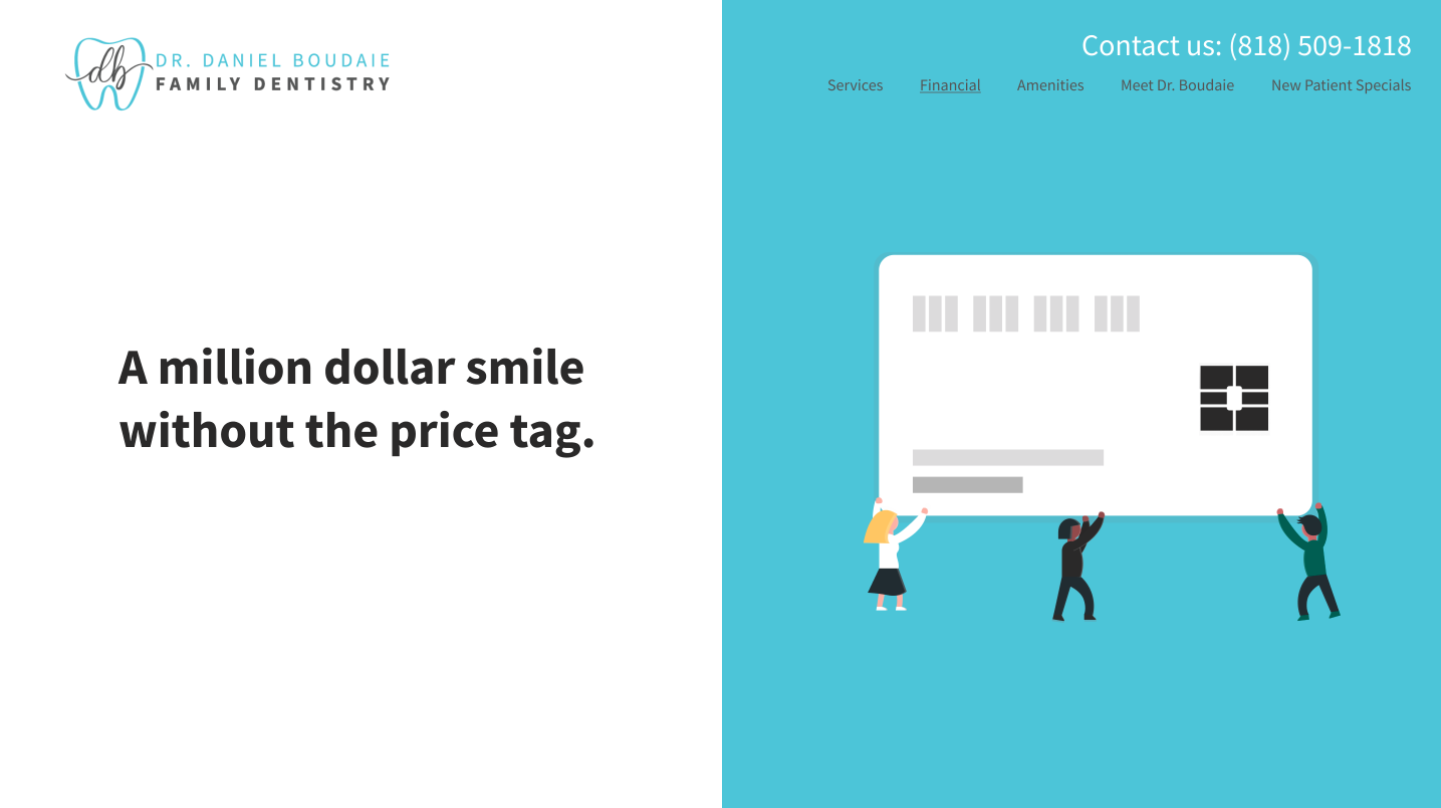 db
DR. DANIEL BOUDAIE
FAMILY DENTISTRY
Contact us: (818) 509-1818
Services Financial Amenities Meet Dr. Boudaie New Patient Specials
A million dollar smile
without the price tag.